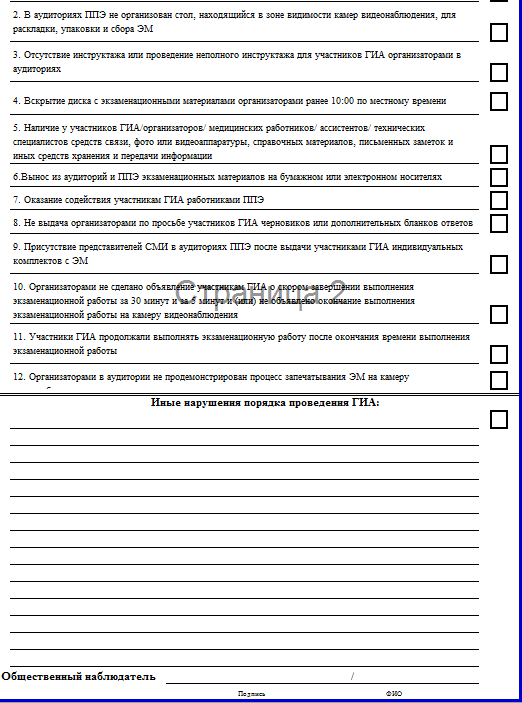 2. В аудиториях ППЭ не организован стол, находящийся в зоне видимости камер видеонаблюдения, для
раскладки, упаковки и сбора ЭМ
3. Отсутствие инструктажа или проведение неполного инструктажа для участников ГИА организаторами в
аудиториях
4. Вскрытие диска с экзаменационными материалами организаторами ранее 10:00 по местному времени
5. Наличие у участников ГИА/организаторов/ медицинских работников/ ассистентов/ технических
специалистов средств связи, фото или видеоаппаратуры, справочных материалов, письменных заметок и
иных средств хранения и передачи информации
6.Вынос из аудиторий и ППЭ экзаменационных материалов на бумажном или электронном носителях
7. Оказание содействия участникам ГИА работниками ППЭ
8. Не выдача организаторами по просьбе участников ГИА черновиков или дополнительных бланков ответов
9. Присутствие представителей СМИ в аудиториях ППЭ после выдачи участниками ГИА индивидуальных
комплектов с ЭМ
Страница 2
10. Организаторами не сделано объявление участникам ГИА о скором завершении выполнения
экзаменационной работы за 30 минут и за 5 минут и (или) не объявлено окончание выполнения
экзаменационной работы на камеру видеонаблюдения
11. Участники ГИА продолжали выполнять экзаменационную работу после окончания времени выполнения
экзаменационной работы
12. Организаторами в аудитории не продемонстрирован процесс запечатывания ЭМ на камеру
Иные нарушения порядка проведения ГИА:
Общественный наблюдатель /
Подпись ФИО